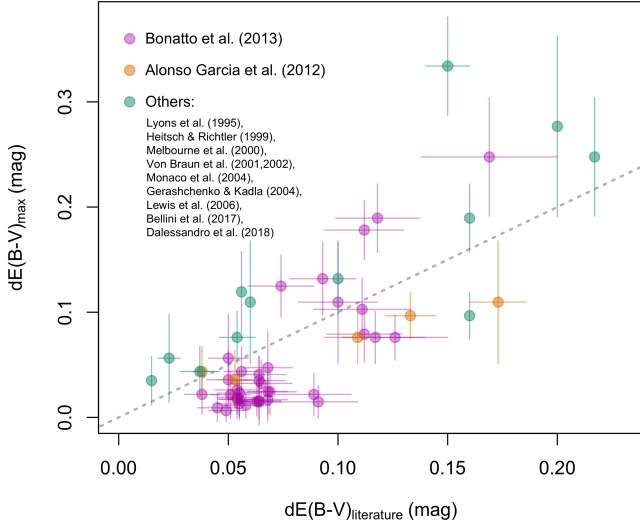 Bonatto et al. (2013)
Alonso Garcia et al. (2012)
Others:
Lyons et al. (1995),
Heitsch & Richtler (1999),
Melbourne et al. (2000),
Von Braun et al. (2001,2002),
Monaco et al. (2004),
Gerashchenko & Kadla (2004),
Lewis et al. (2006),
Bellini et al. (2017),
Dalessandro et al. (2018)
dE(B-V)max (mag)
0.3
0.2
0.1
0.0
0.00 0.05 0.10 0.15 0.20
dE(B-V)literature (mag)